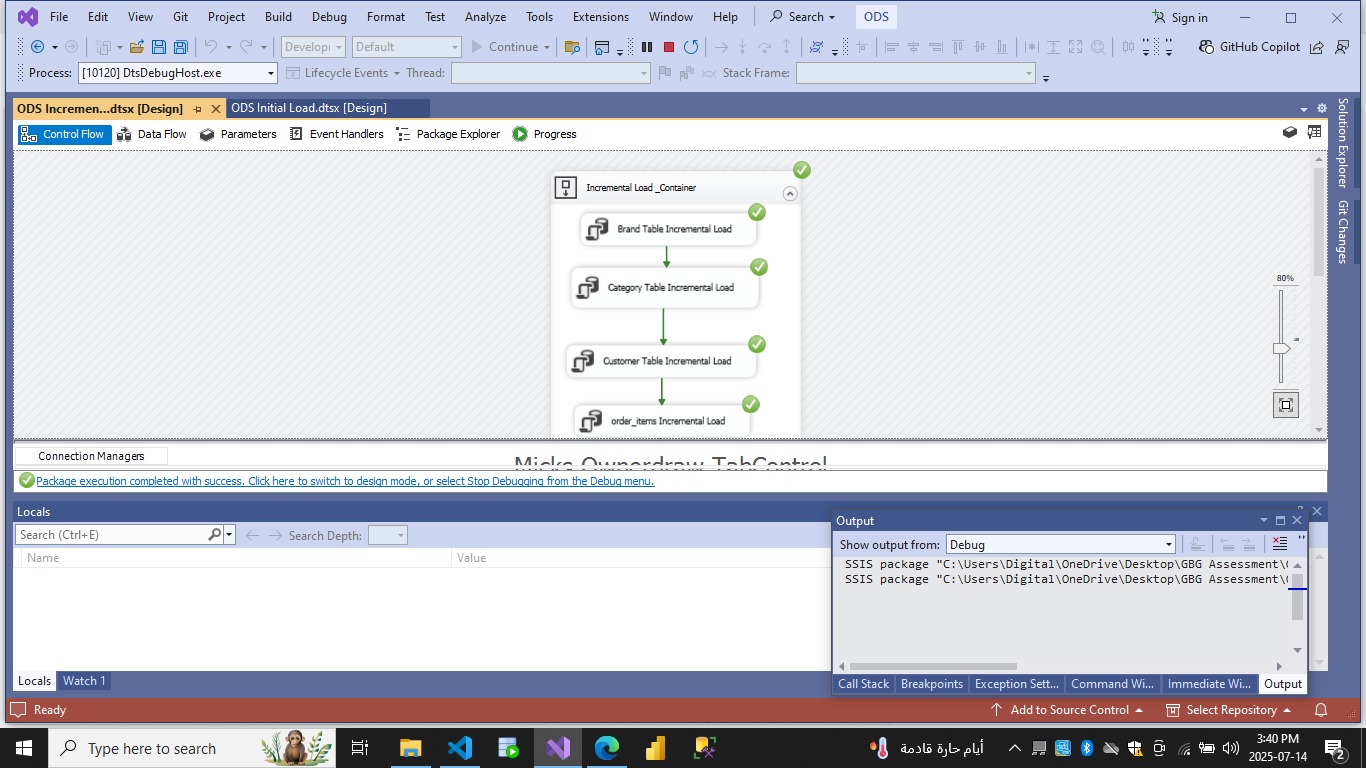 File Edit View Git Project Build Debug Format Test Analyze Tools Extensions Window Help Search ODS Sign in
Developi Default Continue GitHub Copilot
Process: [10120] DtsDebugHost.exe Lifecycle Events Thread: Stack Frame:
ODS Incremen...dtsx [Design] ODS Initial Load.dtsx [Design]
Control Flow Data Flow Parameters Event Handlers Package Explorer Progress
Solution Explorer
Git Changes
Incremental Load _Container
Brand Table Incremental Load
Category Table Incremental Load
80%
Customer Table Incremental Load
order_items Incremental Load
Connection Managers
Micks Ownerdraw TabControl
Package execution completed with success. Click here to switch to design mode, or select Stop Debugging from the Debug menu.
Locals
Search (Ctrl+E) Search Depth:
Name Value
Output
Show output from: Debug
SSIS package "C:\Users\Digital\OneDrive\Desktop\GBG Assessment\
SSIS package "C:\Users\Digital\OneDrive\Desktop\GBG Assessment\
Locals Watch 1
Call Stack Breakpoints Exception Sett... Command Wi... Immediate Wi... Output
Ready Add to Source Control Select Repository
Type here to search
أيام حارة قادمة
3:40 PM
2025-07-14
2